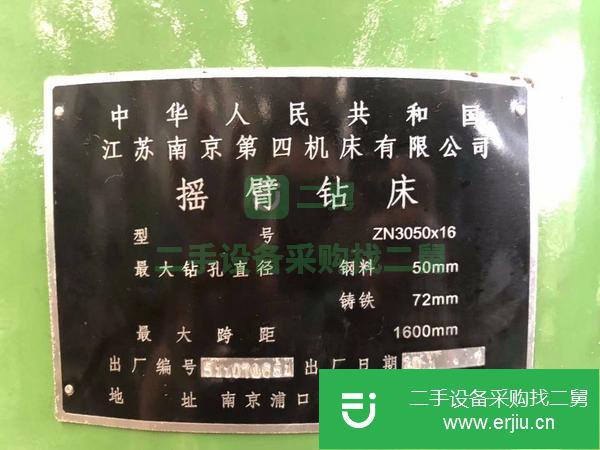 中华人民共和国
江苏南京第四机床有限公司
摇臂钻床
二舅
型号 ZN3050x16
二手设备采购找二舅
最大钻孔直径 钢料 50mm
铸铁 72mm
最大跨距 1600mm
出厂编号 出厂日期
地址 南京浦口
二手设备采购找二舅
www.erjiu.cn